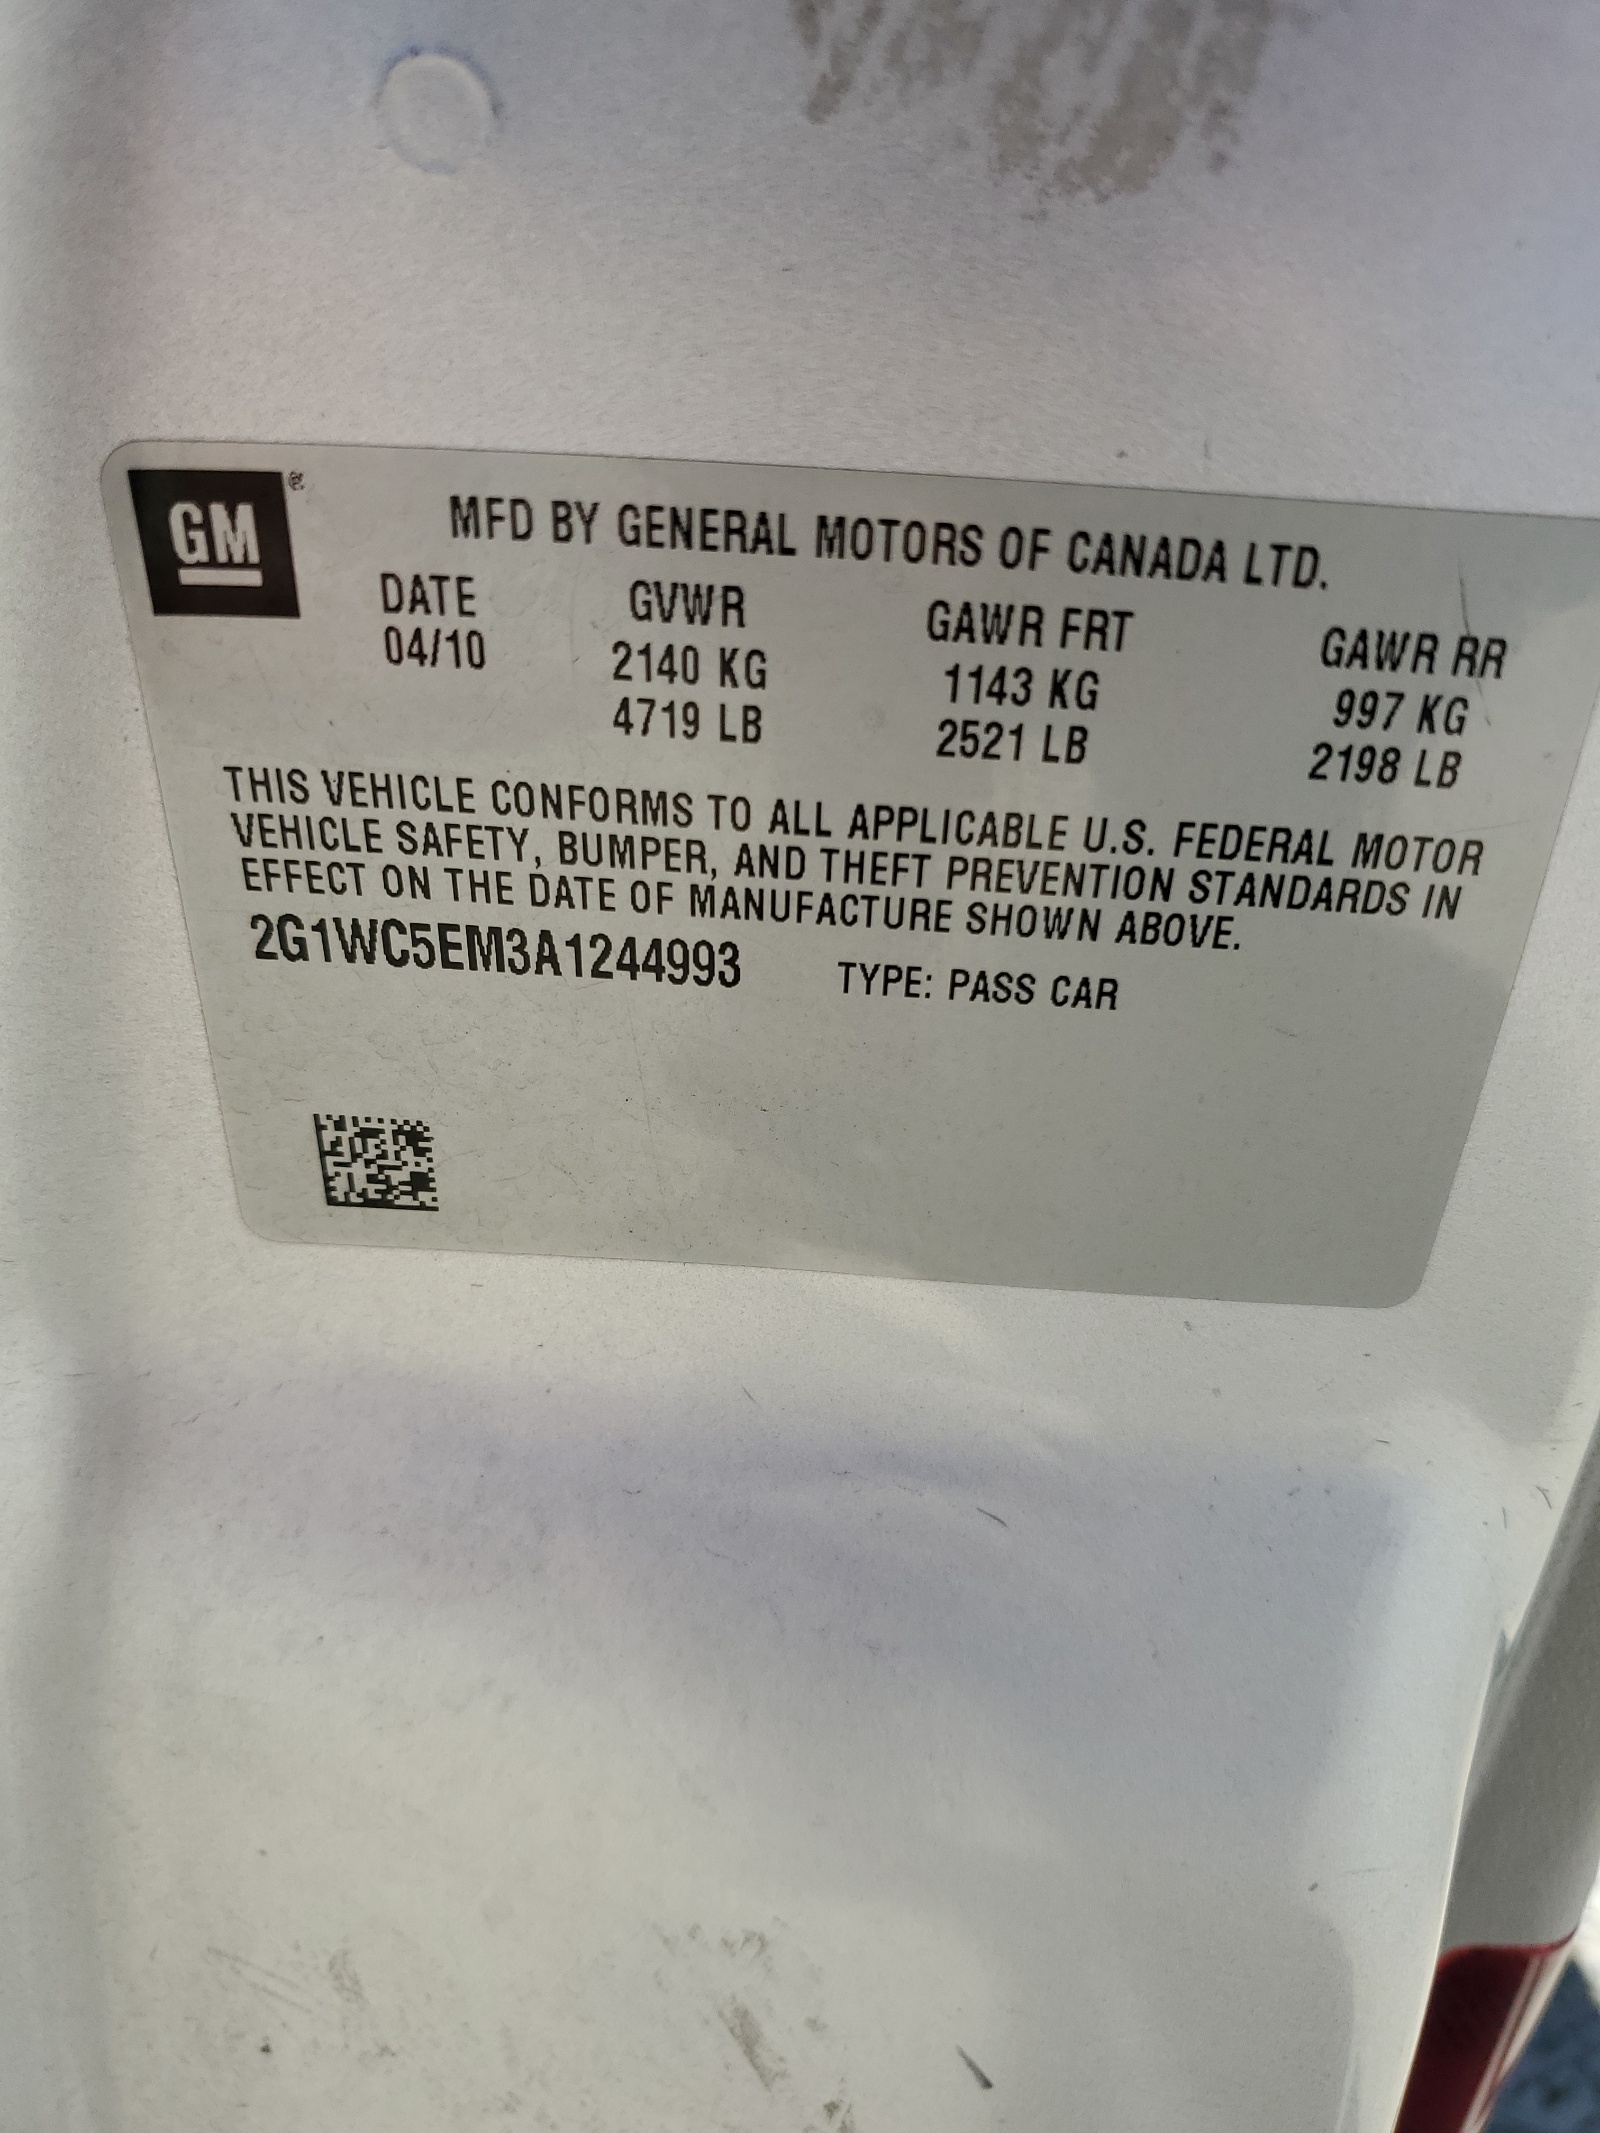 GM ®
MFD BY GENERAL MOTORS OF CANADA LTD.
DATE GVWR GAWR FRT GAWR RR
04/10 2140 KG 1143 KG 997 KG
4719 LB 2521 LB 2198 LB
THIS VEHICLE CONFORMS TO ALL APPLICABLE U.S. FEDERAL MOTOR
VEHICLE SAFETY, BUMPER, AND THEFT PREVENTION STANDARDS IN
EFFECT ON THE DATE OF MANUFACTURE SHOWN ABOVE.
2G1WC5EM3A1244993 TYPE: PASS CAR